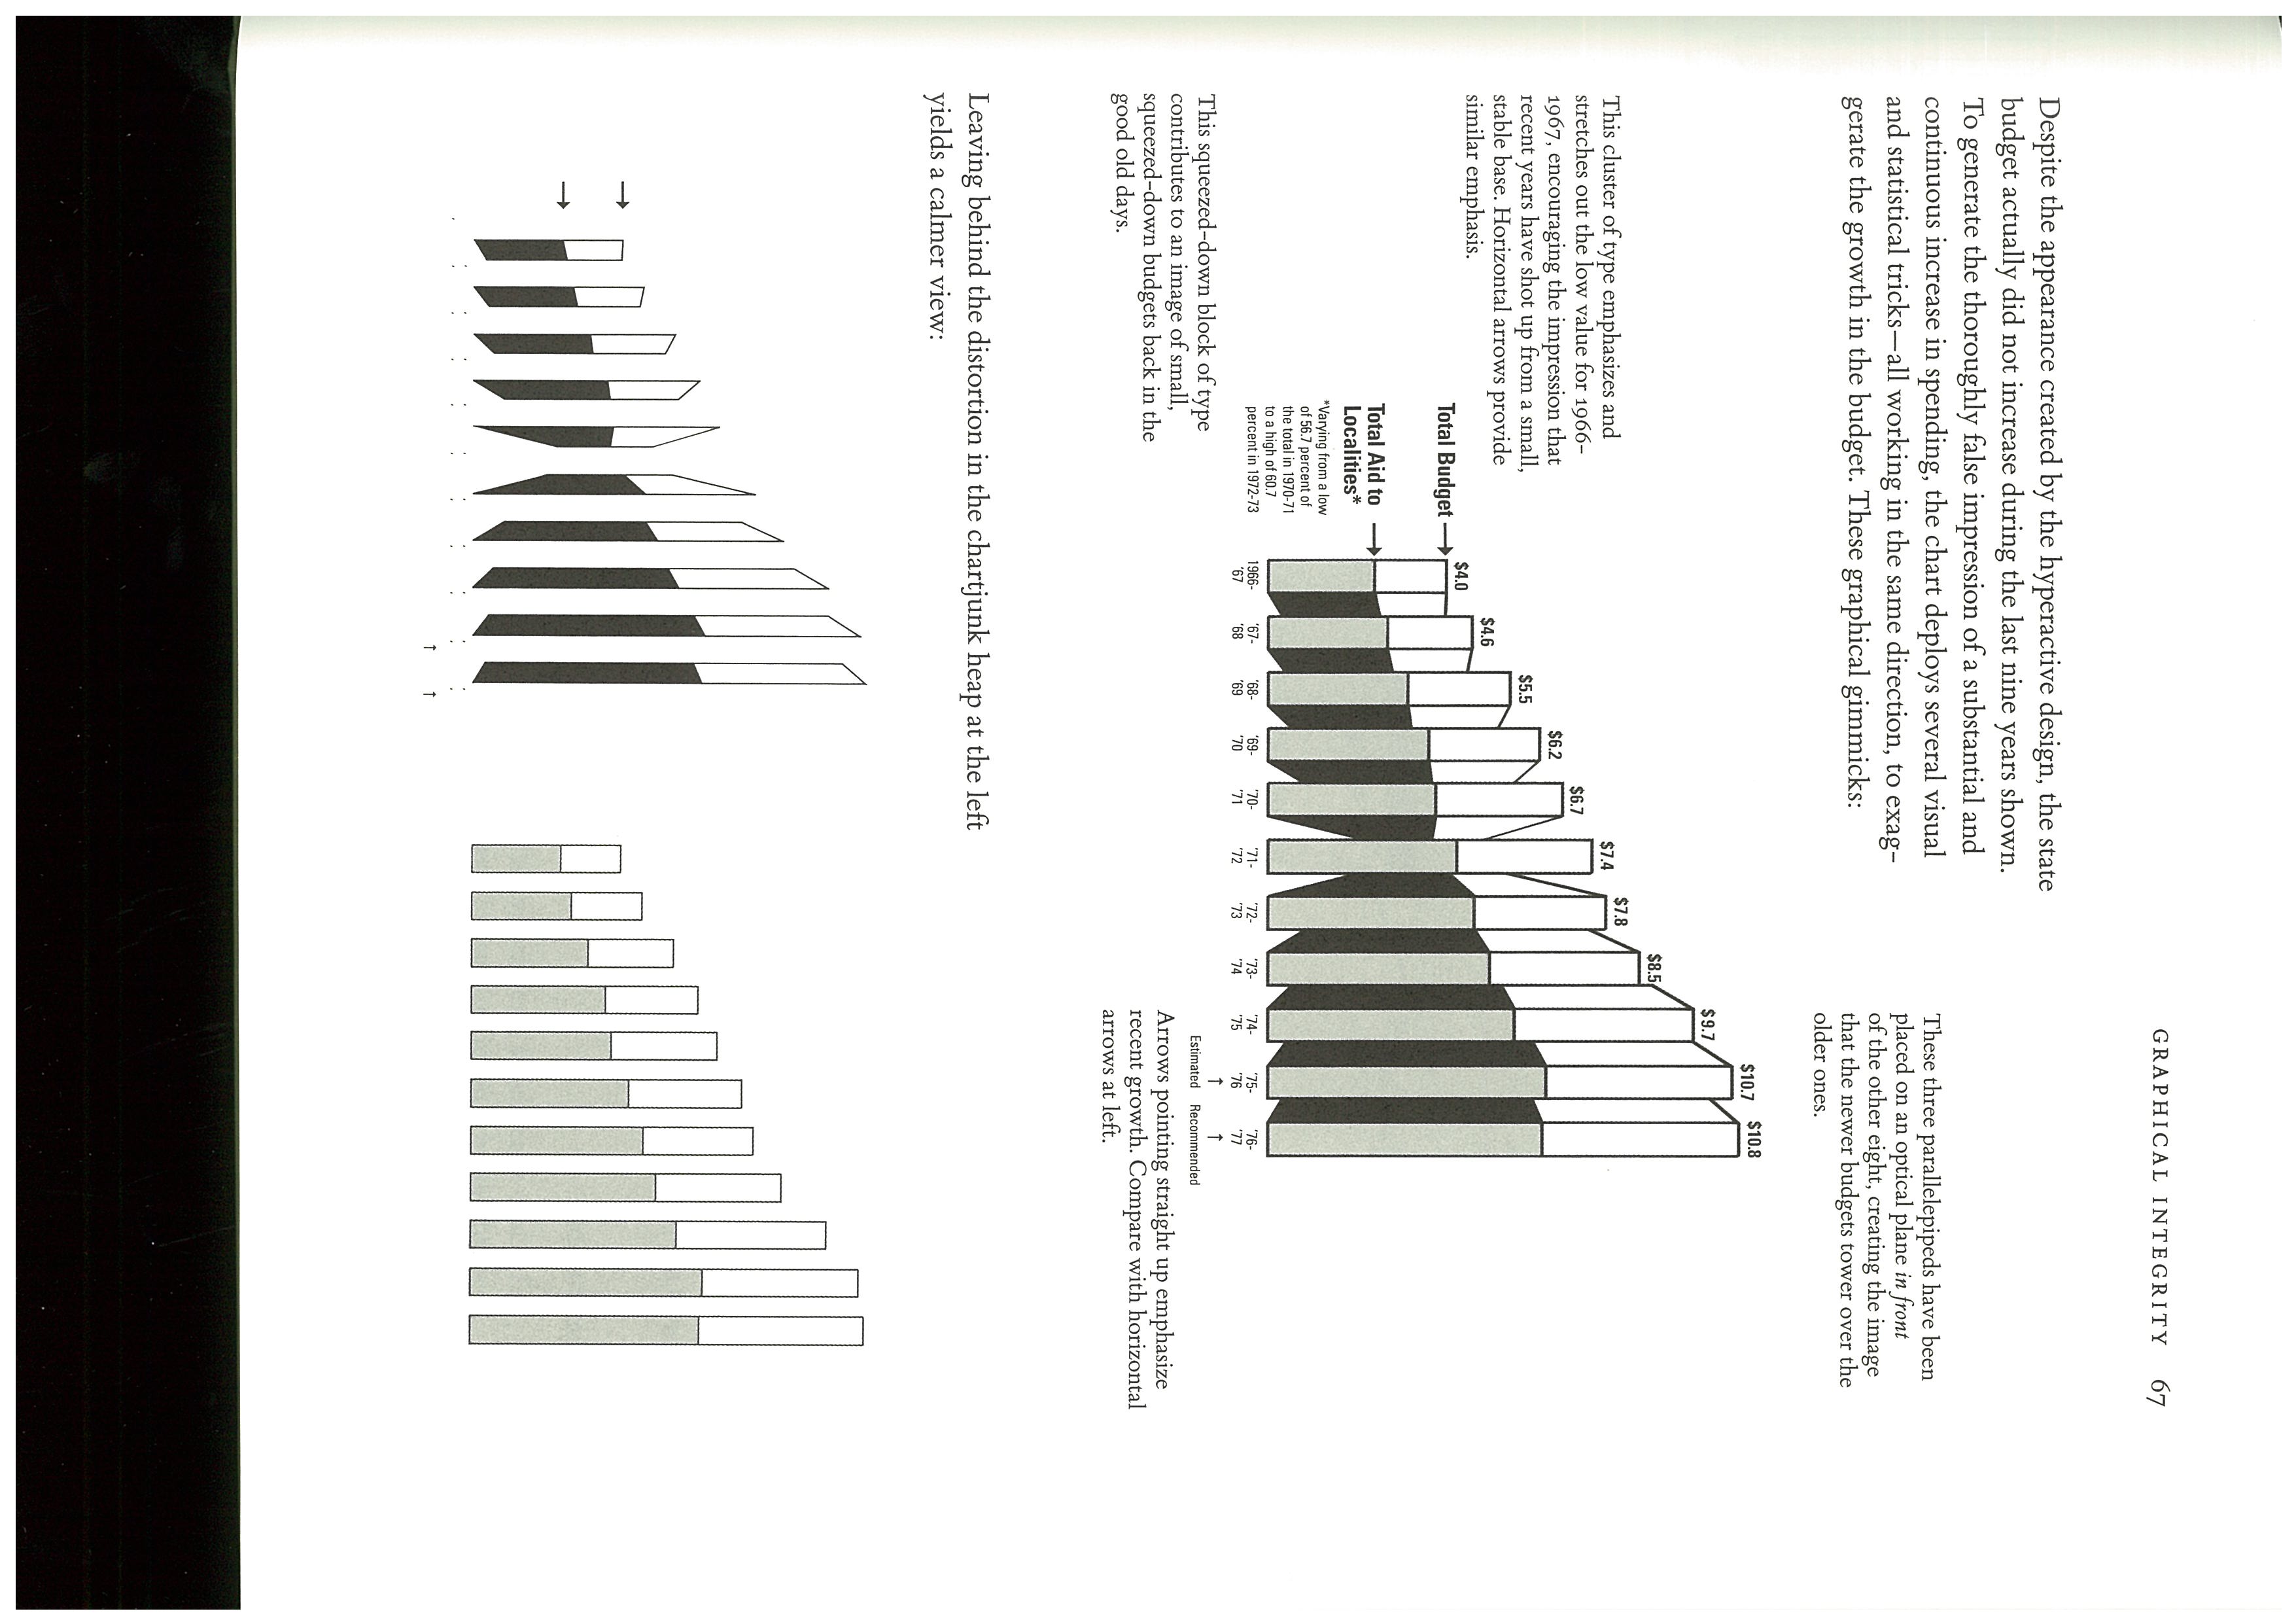 GRAPHICAL INTEGRITY 67
Despite the appearance created by the hyperactive design, the state
budget actually did not increase during the last nine years shown.
To generate the thoroughly false impression of a substantial and
continuous increase in spending, the chart deploys several visual
and statistical tricks—all working in the same direction, to exag-
gerate the growth in the budget. These graphical gimmicks:
These three parallelepipeds have been
placed on an optical plane in front
of the other eight, creating the image
that the newer budgets tower over the
older ones.
This cluster of type emphasizes and
stretches out the low value for 1966-
1967, encouraging the impression that
recent years have shot up from a small,
stable base. Horizontal arrows provide
similar emphasis.
$4.0
$4.6
$5.5
$6.2
$6.7
$7.4
$7.8
$8.5
$9.7
$10.7
$10.8
Total Budget
Total Aid to
Localities*
*Varying from a low
of 56.7 percent of
the total in 1970-71
to a high of 60.7
percent in 1972-73
1966- '67- '68- '69- '70- '71- '72- '73- '74- '75- '76-
'67 '68 '69 '70 '71 '72 '73 '74 '75 '76 '77
Estimated Recommended
This squeezed-down block of type
contributes to an image of small,
squeezed-down budgets back in the
good old days.
Arrows pointing straight up emphasize
recent growth. Compare with horizontal
arrows at left.
Leaving behind the distortion in the chartjunk heap at the left
yields a calmer view: